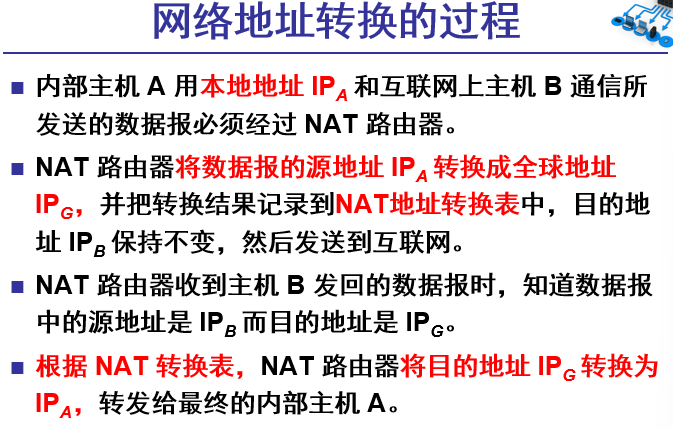 网络地址转换的过程
内部主机 A 用本地地址 IPA 和互联网上主机 B 通信所
发送的数据报必须经过 NAT 路由器。
NAT 路由器将数据报的源地址 IPA 转换成全球地址
IPG，并把转换结果记录到NAT地址转换表中，目的地
址 IPB 保持不变，然后发送到互联网。
NAT 路由器收到主机 B 发回的数据报时，知道数据报
中的源地址是 IPB 而目的地址是 IPG。
根据 NAT 转换表，NAT 路由器将目的地址 IPG 转换为
IPA，转发给最终的内部主机 A。